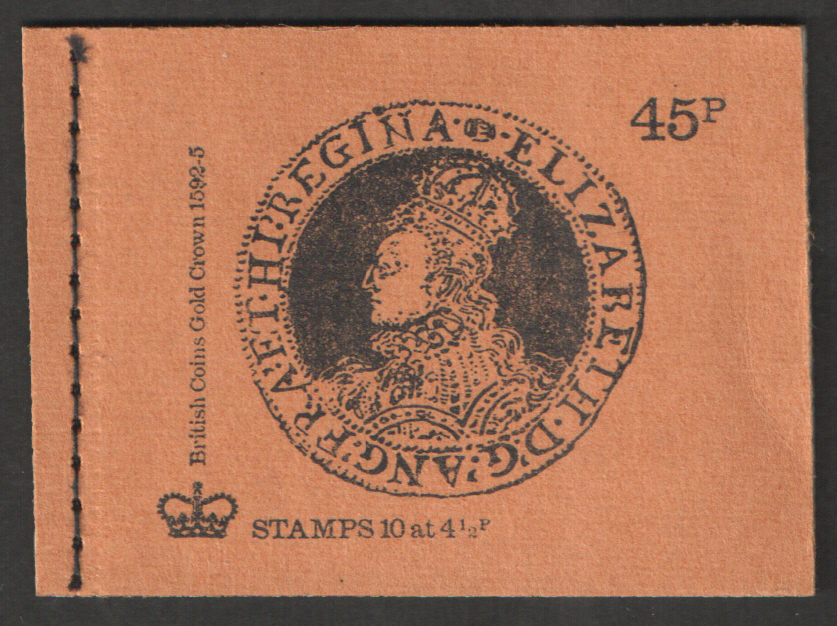 45P
British Coins Gold Crown 1592-5
ELIZABETH·D·G·ANG·FRA·ET·HI·REGINA·
STAMPS 10 at 4½P